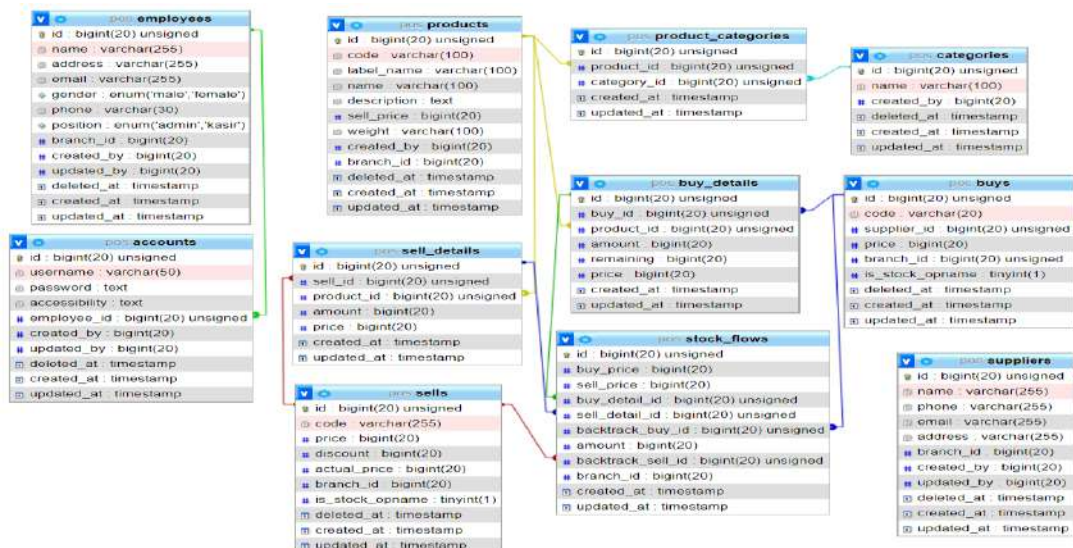 pos employees
id : bigint(20) unsigned
name : varchar(255)
address : varchar(255)
email : varchar(255)
gender : enum('male','female')
phone : varchar(30)
position : enum('admin','kasir')
branch_id : bigint(20)
created_by : bigint(20)
updated_by : bigint(20)
deleted_at : timestamp
created_at : timestamp
updated_at : timestamp
pos accounts
id : bigint(20) unsigned
username : varchar(50)
password : text
accessibility : text
employee_id : bigint(20) unsigned
created_by : bigint(20)
updated_by : bigint(20)
deleted_at : timestamp
created_at : timestamp
updated_at : timestamp
pos products
id : bigint(20) unsigned
code : varchar(100)
label_name : varchar(100)
name : varchar(100)
description : text
sell_price : bigint(20)
weight : varchar(100)
created_by : bigint(20)
branch_id : bigint(20)
deleted_at : timestamp
created_at : timestamp
updated_at : timestamp
pos sell_details
id : bigint(20) unsigned
sell_id : bigint(20) unsigned
product_id : bigint(20) unsigned
amount : bigint(20)
price : bigint(20)
created_at : timestamp
updated_at : timestamp
pos sells
id : bigint(20) unsigned
code : varchar(255)
price : bigint(20)
discount : bigint(20)
actual_price : bigint(20)
branch_id : bigint(20)
is_stock_opname : tinyint(1)
deleted_at : timestamp
created_at : timestamp
updated_at : timestamp
pos product_categories
id : bigint(20) unsigned
product_id : bigint(20) unsigned
category_id : bigint(20) unsigned
created_at : timestamp
updated_at : timestamp
pos categories
id : bigint(20) unsigned
name : varchar(100)
created_by : bigint(20)
deleted_at : timestamp
created_at : timestamp
updated_at : timestamp
pos buy_details
id : bigint(20) unsigned
buy_id : bigint(20) unsigned
product_id : bigint(20) unsigned
amount : bigint(20)
remaining : bigint(20)
price : bigint(20)
created_at : timestamp
updated_at : timestamp
pos buys
id : bigint(20) unsigned
code : varchar(20)
supplier_id : bigint(20) unsigned
price : bigint(20)
branch_id : bigint(20) unsigned
is_stock_opname : tinyint(1)
deleted_at : timestamp
created_at : timestamp
updated_at : timestamp
pos stock_flows
id : bigint(20) unsigned
buy_price : bigint(20)
sell_price : bigint(20)
buy_detail_id : bigint(20) unsigned
sell_detail_id : bigint(20) unsigned
backtrack_buy_id : bigint(20) unsigned
amount : bigint(20)
backtrack_sell_id : bigint(20) unsigned
branch_id : bigint(20)
created_at : timestamp
updated_at : timestamp
pos suppliers
id : bigint(20) unsigned
name : varchar(255)
phone : varchar(255)
email : varchar(255)
address : varchar(255)
branch_id : bigint(20)
created_by : bigint(20)
updated_by : bigint(20)
deleted_at : timestamp
created_at : timestamp
updated_at : timestamp